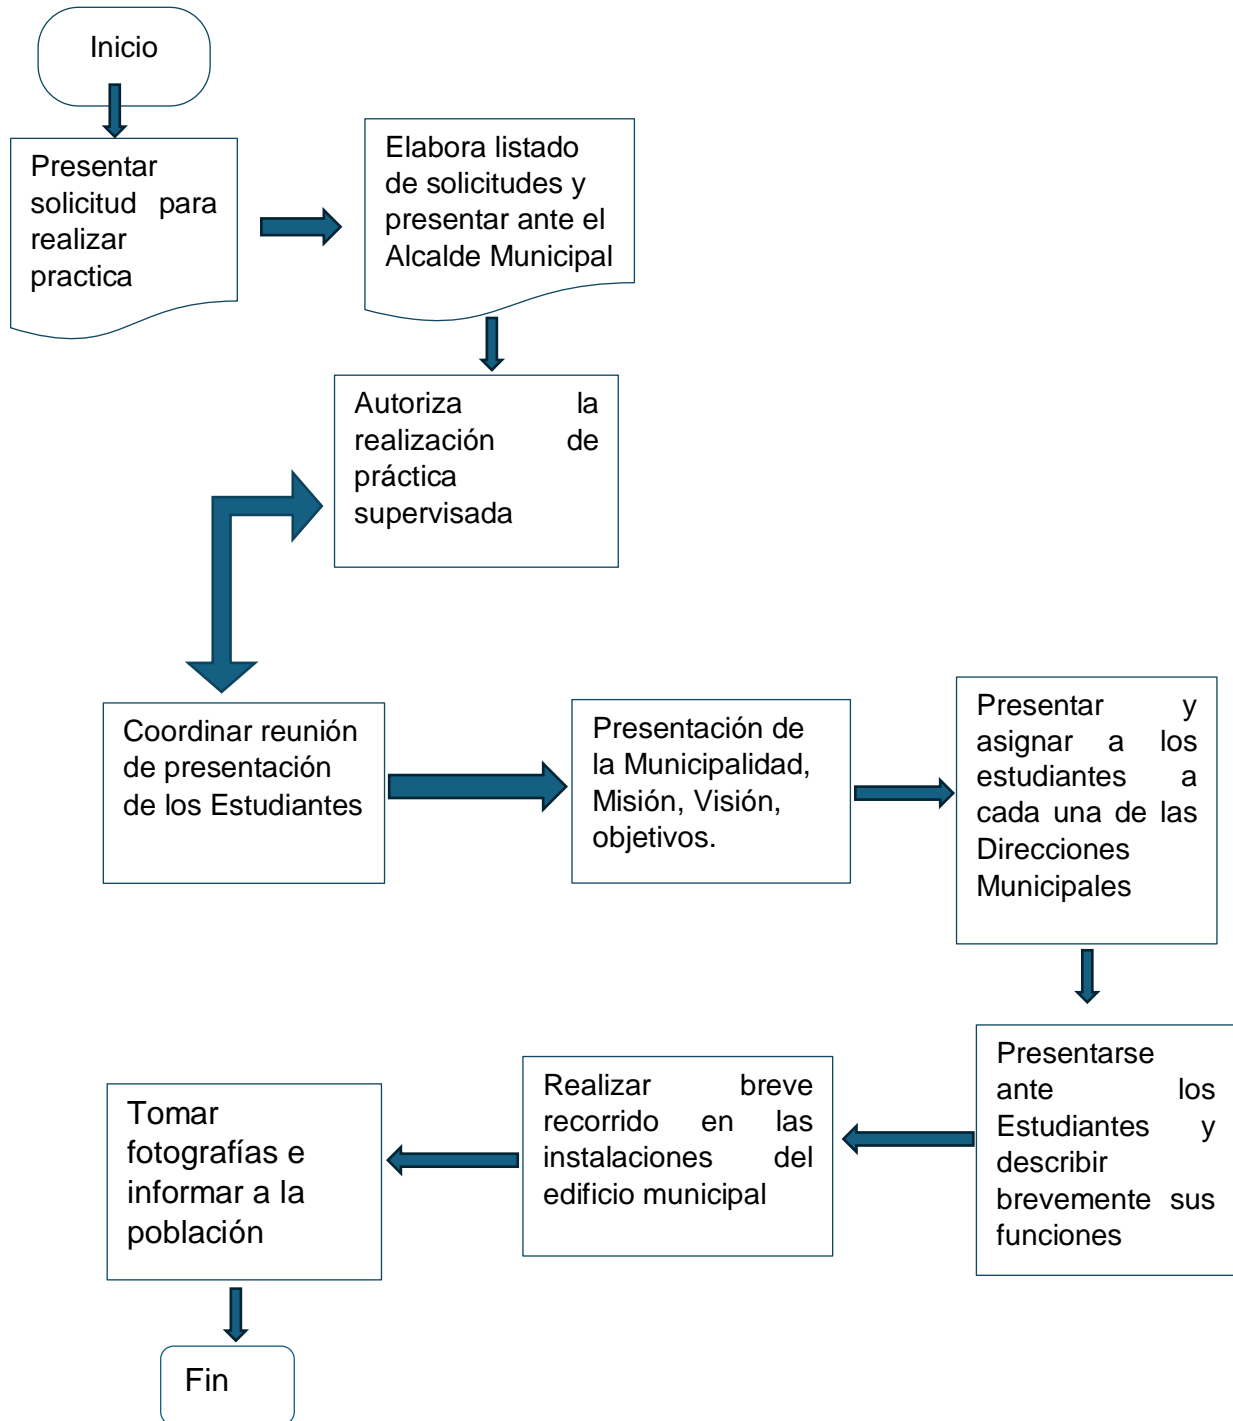 Inicio
Presentar
solicitud para
realizar
practica
Elabora listado
de solicitudes y
presentar ante el
Alcalde Municipal
Autoriza la
realización de
práctica
supervisada
Coordinar reunión
de presentación
de los Estudiantes
Presentación de
la Municipalidad,
Misión, Visión,
objetivos.
Presentar y
asignar a los
estudiantes a
cada una de las
Direcciones
Municipales
Presentarse
ante los
Estudiantes y
describir
brevemente sus
funciones
Realizar breve
recorrido en las
instalaciones del
edificio municipal
Tomar
fotografías e
informar a la
población
Fin